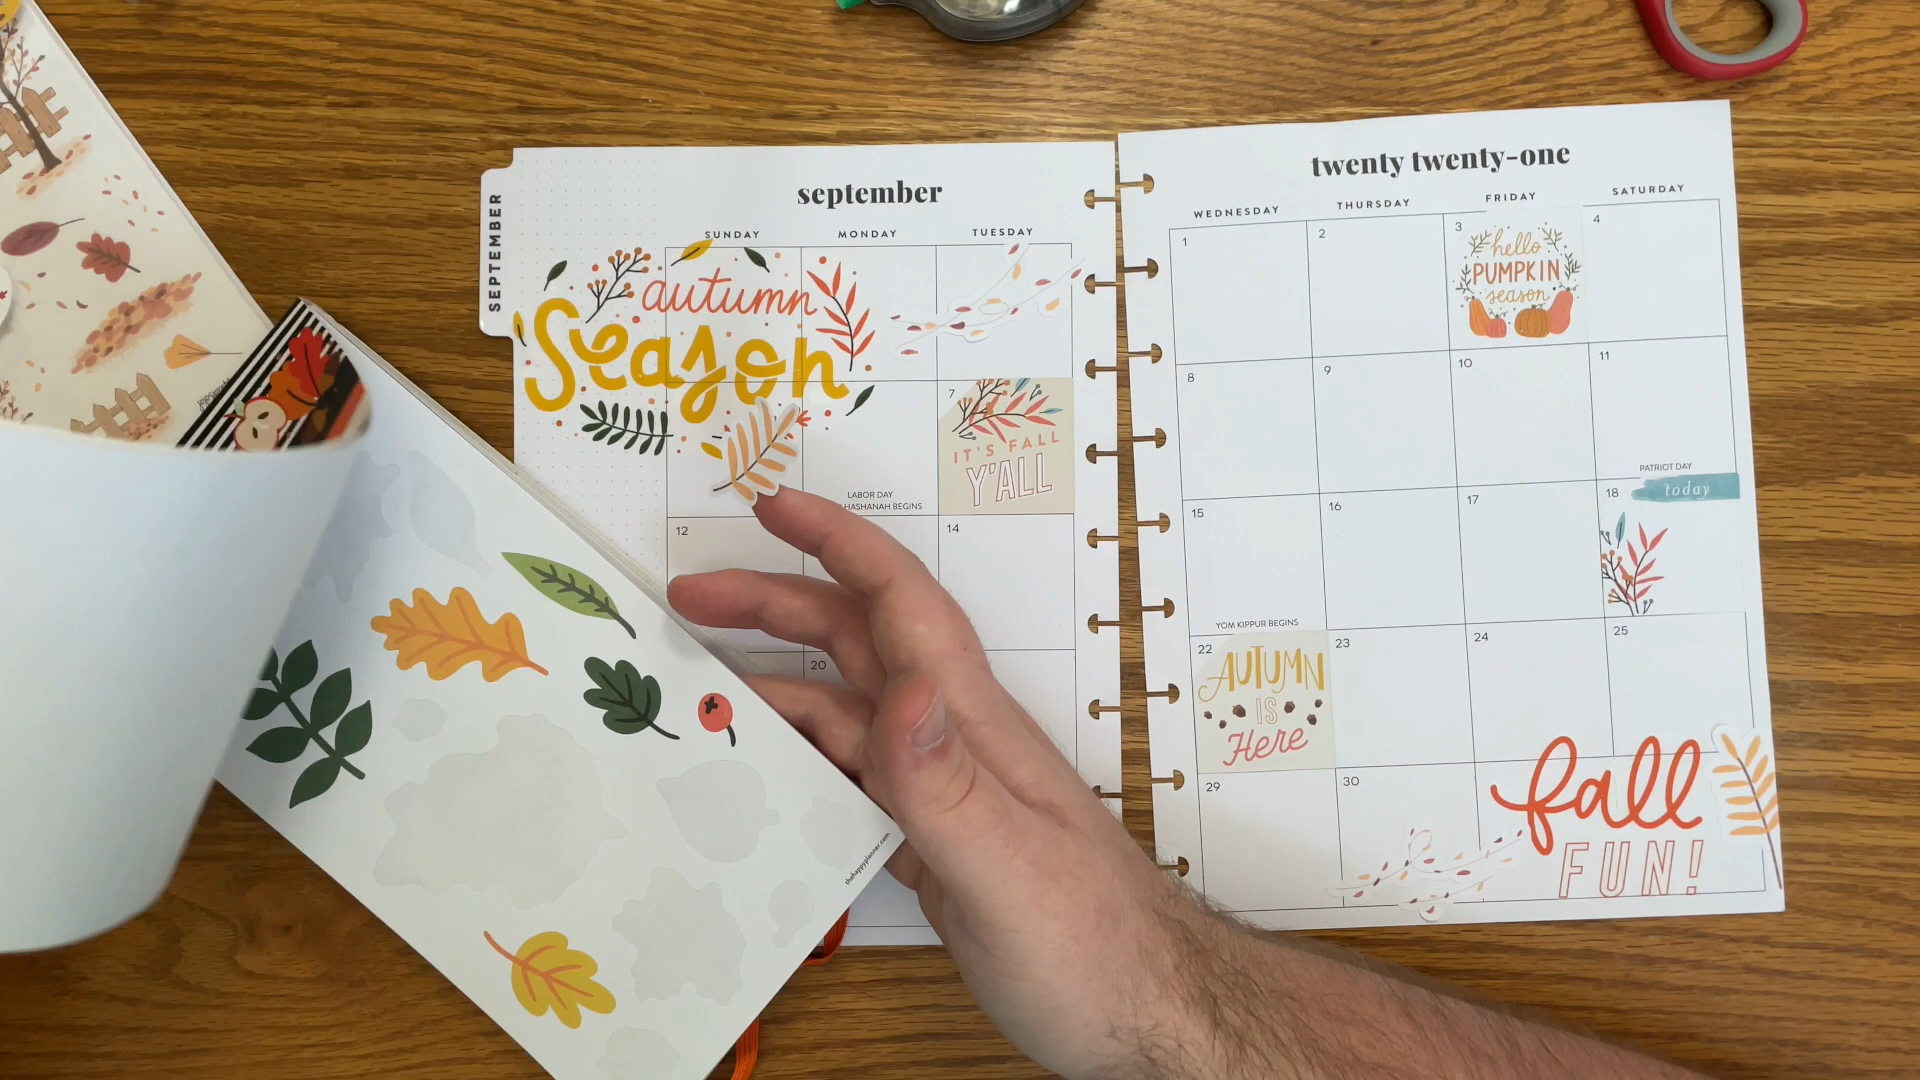 SEPTEMBER
september
SUNDAY MONDAY TUESDAY
autumn
Season
7
IT'S FALL
Y'ALL
LABOR DAY
HASHANAH BEGINS
12
14
20
thehappyplanner.com
twenty twenty-one
WEDNESDAY THURSDAY FRIDAY SATURDAY
1 2 3 4
hello
PUMPKIN
season
8 9 10 11
PATRIOT DAY
15 16 17 18
today
YOM KIPPUR BEGINS
22 23 24 25
AUTUMN
IS
Here
29 30
fall
FUN!